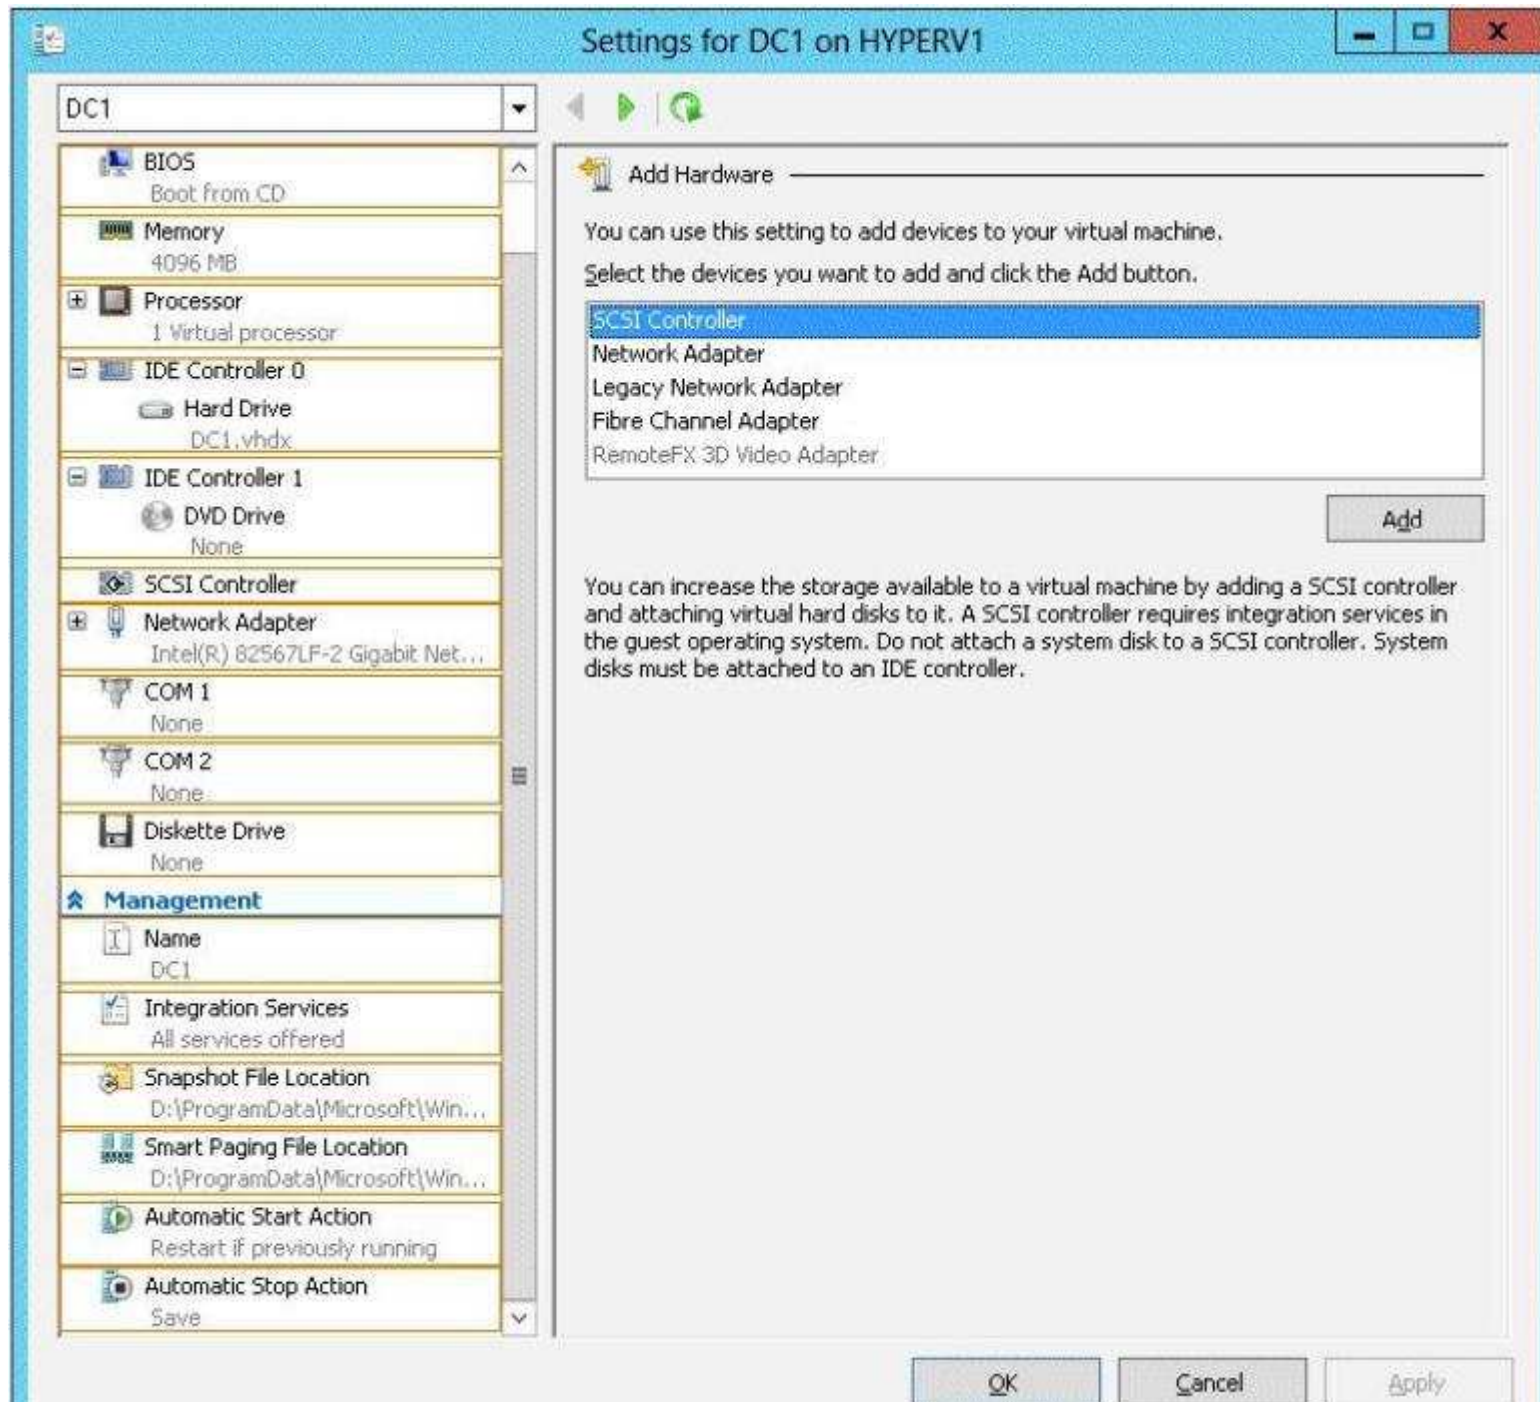 Settings for DC1 on HYPERV1
DC1
BIOS
Boot from CD
Memory
4096 MB
Processor
1 Virtual processor
IDE Controller 0
Hard Drive
DC1.vhdx
IDE Controller 1
DVD Drive
None
SCSI Controller
Network Adapter
Intel(R) 82567LF-2 Gigabit Net...
COM 1
None
COM 2
None
Diskette Drive
None
Management
Name
DC1
Integration Services
All services offered
Snapshot File Location
D:\ProgramData\Microsoft\Win...
Smart Paging File Location
D:\ProgramData\Microsoft\Win...
Automatic Start Action
Restart if previously running
Automatic Stop Action
Save
Add Hardware
You can use this setting to add devices to your virtual machine.
Select the devices you want to add and click the Add button.
SCSI Controller
Network Adapter
Legacy Network Adapter
Fibre Channel Adapter
RemoteFX 3D Video Adapter
Add
You can increase the storage available to a virtual machine by adding a SCSI controller
and attaching virtual hard disks to it. A SCSI controller requires integration services in
the guest operating system. Do not attach a system disk to a SCSI controller. System
disks must be attached to an IDE controller.
OK
Cancel
Apply